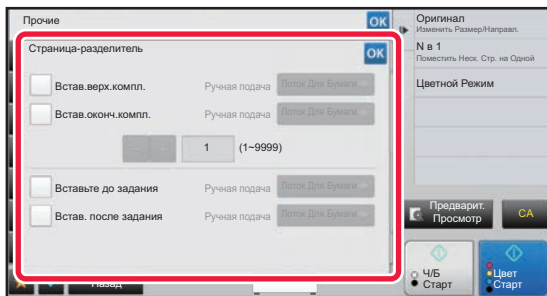 Прочие
OK
Страница-разделитель
OK
Встав.верх.компл.
Ручная подача
Лоток Для Бумаги
Встав.оконч.компл.
Ручная подача
Лоток Для Бумаги
1
(1~9999)
Вставьте до задания
Ручная подача
Лоток Для Бумаги
Встав. после задания
Ручная подача
Лоток Для Бумаги
Назад
Оригинал
Изменить Размер/Направл.
N в 1
Поместить Неск. Стр. на Одной
Цветной Режим
Предварит.
Просмотр
CA
Ч/Б
Старт
Цвет
Старт